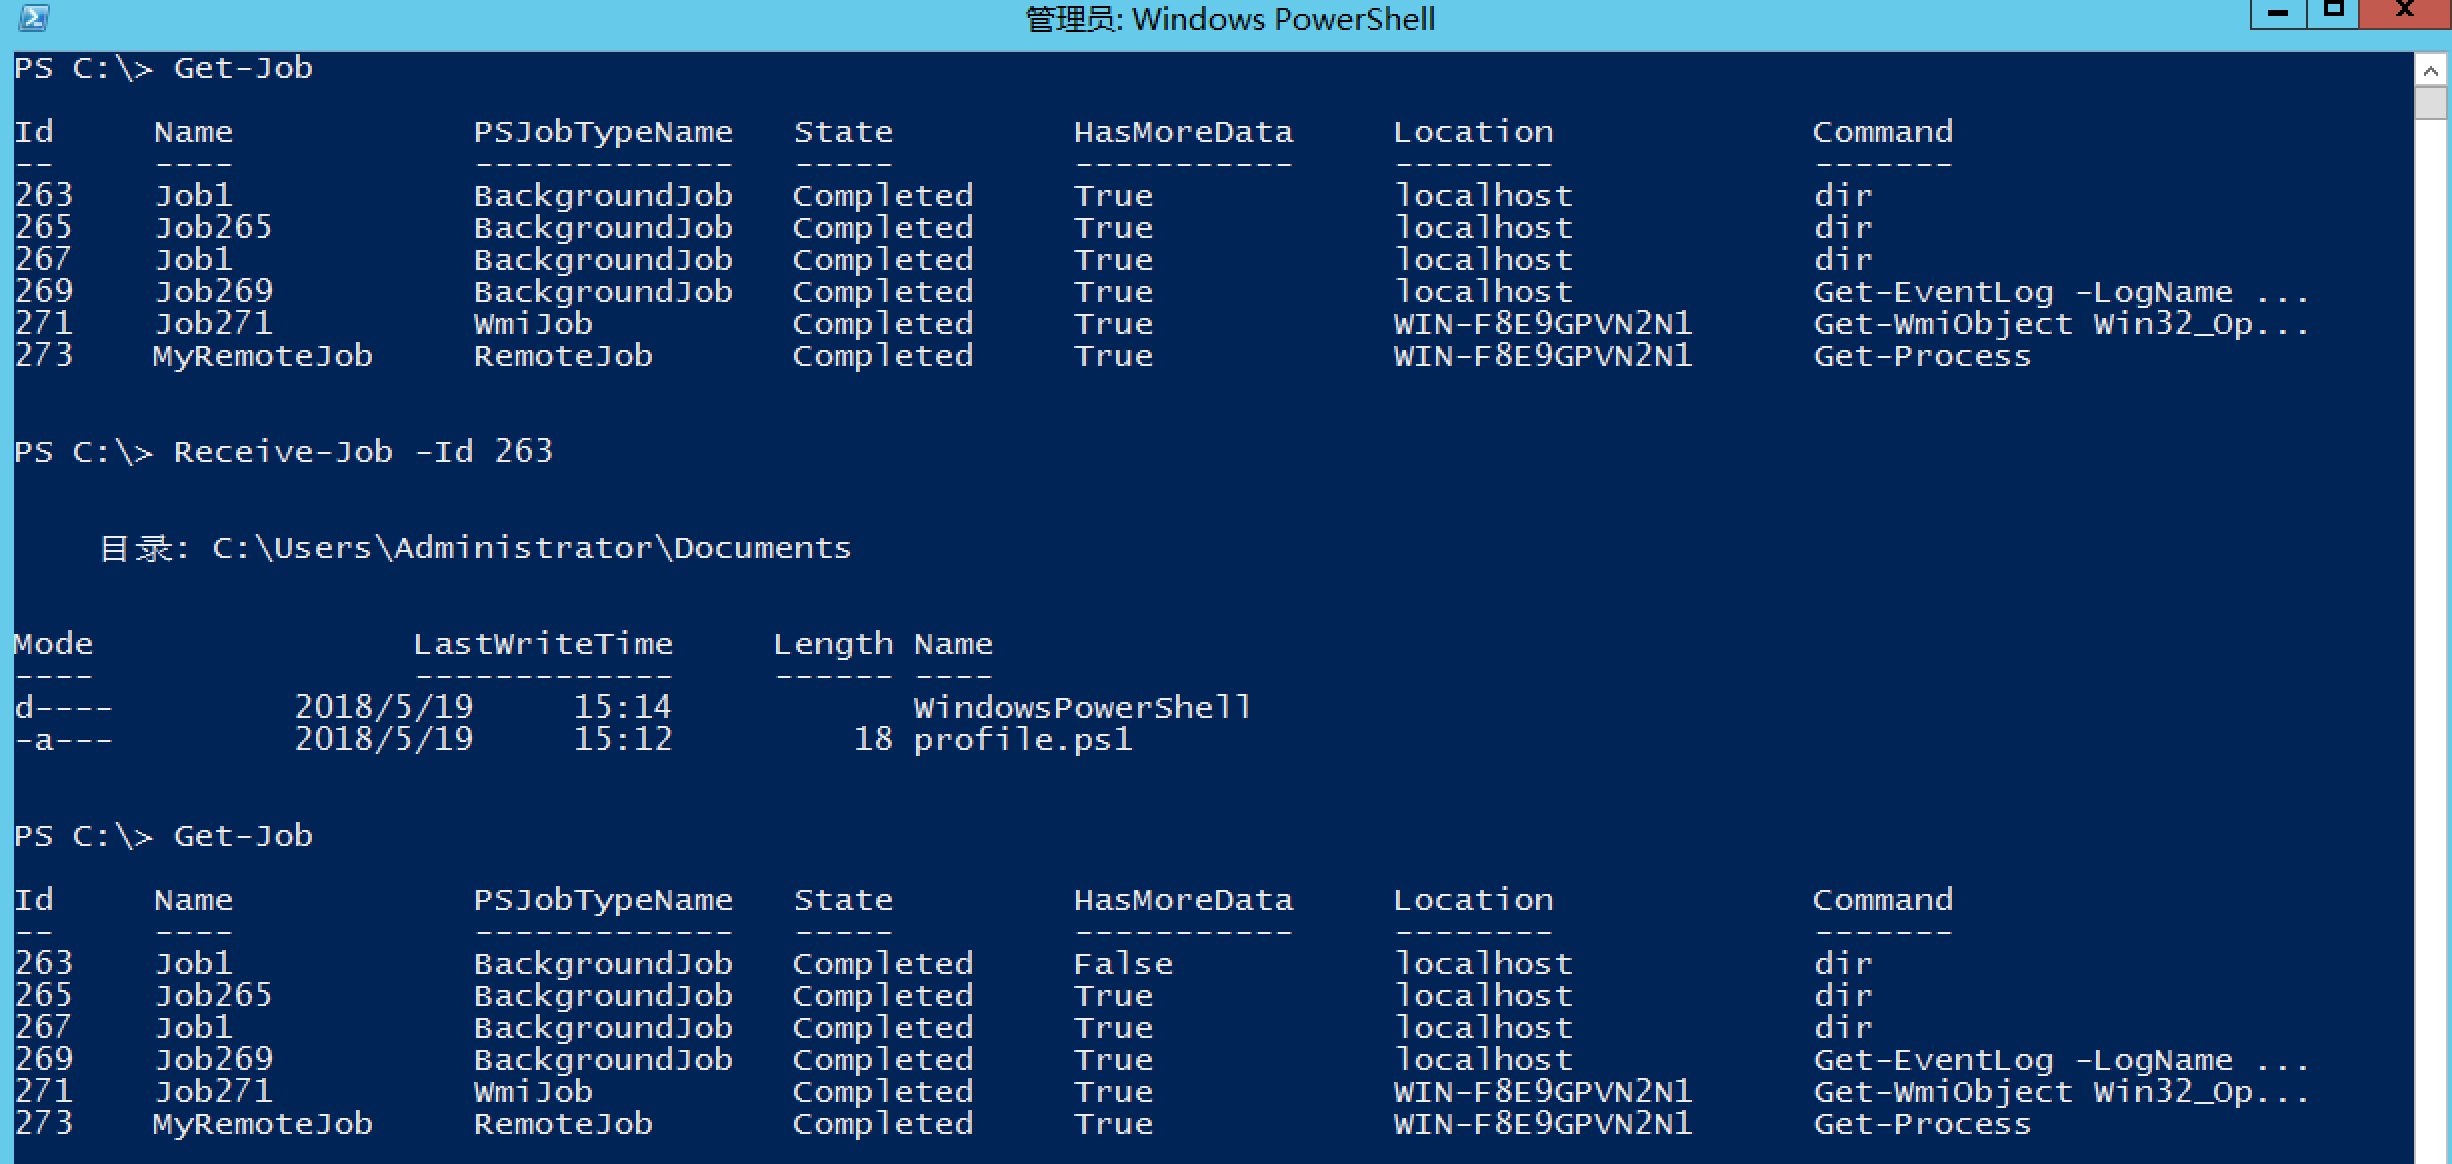 管理员: Windows PowerShell
PS C:\> Get-Job
Id Name PSJobTypeName State HasMoreData Location Command
-- ---- ------------- ----- ----------- -------- -------
263 Job1 BackgroundJob Completed True localhost dir
265 Job265 BackgroundJob Completed True localhost dir
267 Job1 BackgroundJob Completed True localhost dir
269 Job269 BackgroundJob Completed True localhost Get-EventLog -LogName ...
271 Job271 WmiJob Completed True WIN-F8E9GPVN2N1 Get-WmiObject Win32_Op...
273 MyRemoteJob RemoteJob Completed True WIN-F8E9GPVN2N1 Get-Process
PS C:\> Receive-Job -Id 263
目录: C:\Users\Administrator\Documents
Mode LastWriteTime Length Name
---- ------------- ------ ----
d---- 2018/5/19 15:14 WindowsPowerShell
-a--- 2018/5/19 15:12 18 profile.ps1
PS C:\> Get-Job
Id Name PSJobTypeName State HasMoreData Location Command
-- ---- ------------- ----- ----------- -------- -------
263 Job1 BackgroundJob Completed False localhost dir
265 Job265 BackgroundJob Completed True localhost dir
267 Job1 BackgroundJob Completed True localhost dir
269 Job269 BackgroundJob Completed True localhost Get-EventLog -LogName ...
271 Job271 WmiJob Completed True WIN-F8E9GPVN2N1 Get-WmiObject Win32_Op...
273 MyRemoteJob RemoteJob Completed True WIN-F8E9GPVN2N1 Get-Process